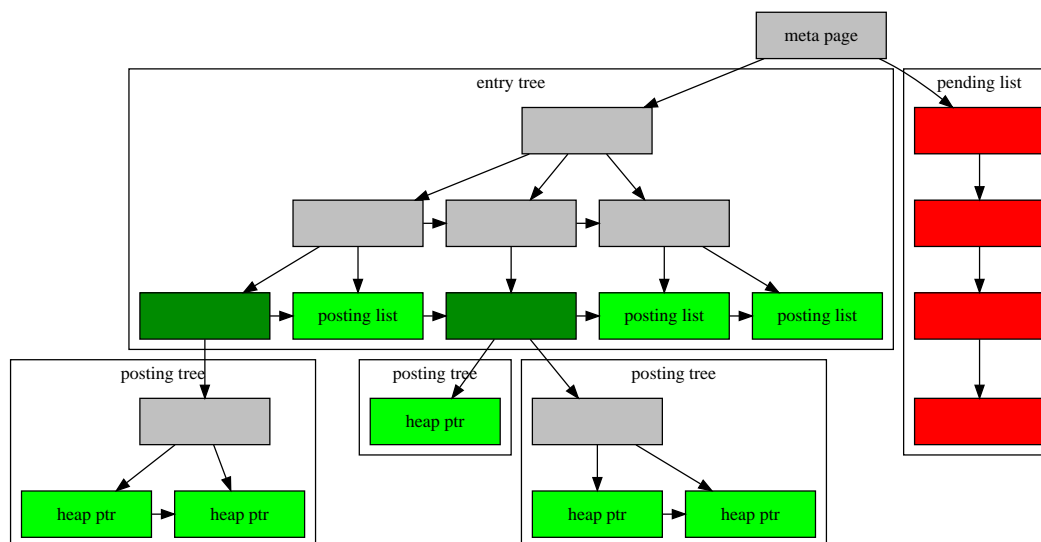 meta page
entry tree
pending list
posting list
posting list
posting list
posting tree
posting tree
posting tree
heap ptr
heap ptr
heap ptr
heap ptr
heap ptr